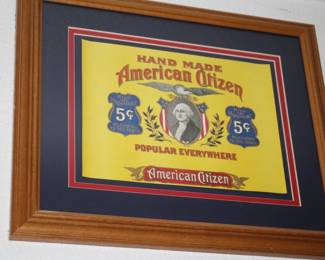 HAND MADE
American Citizen
5¢
5¢
POPULAR EVERYWHERE
American Citizen